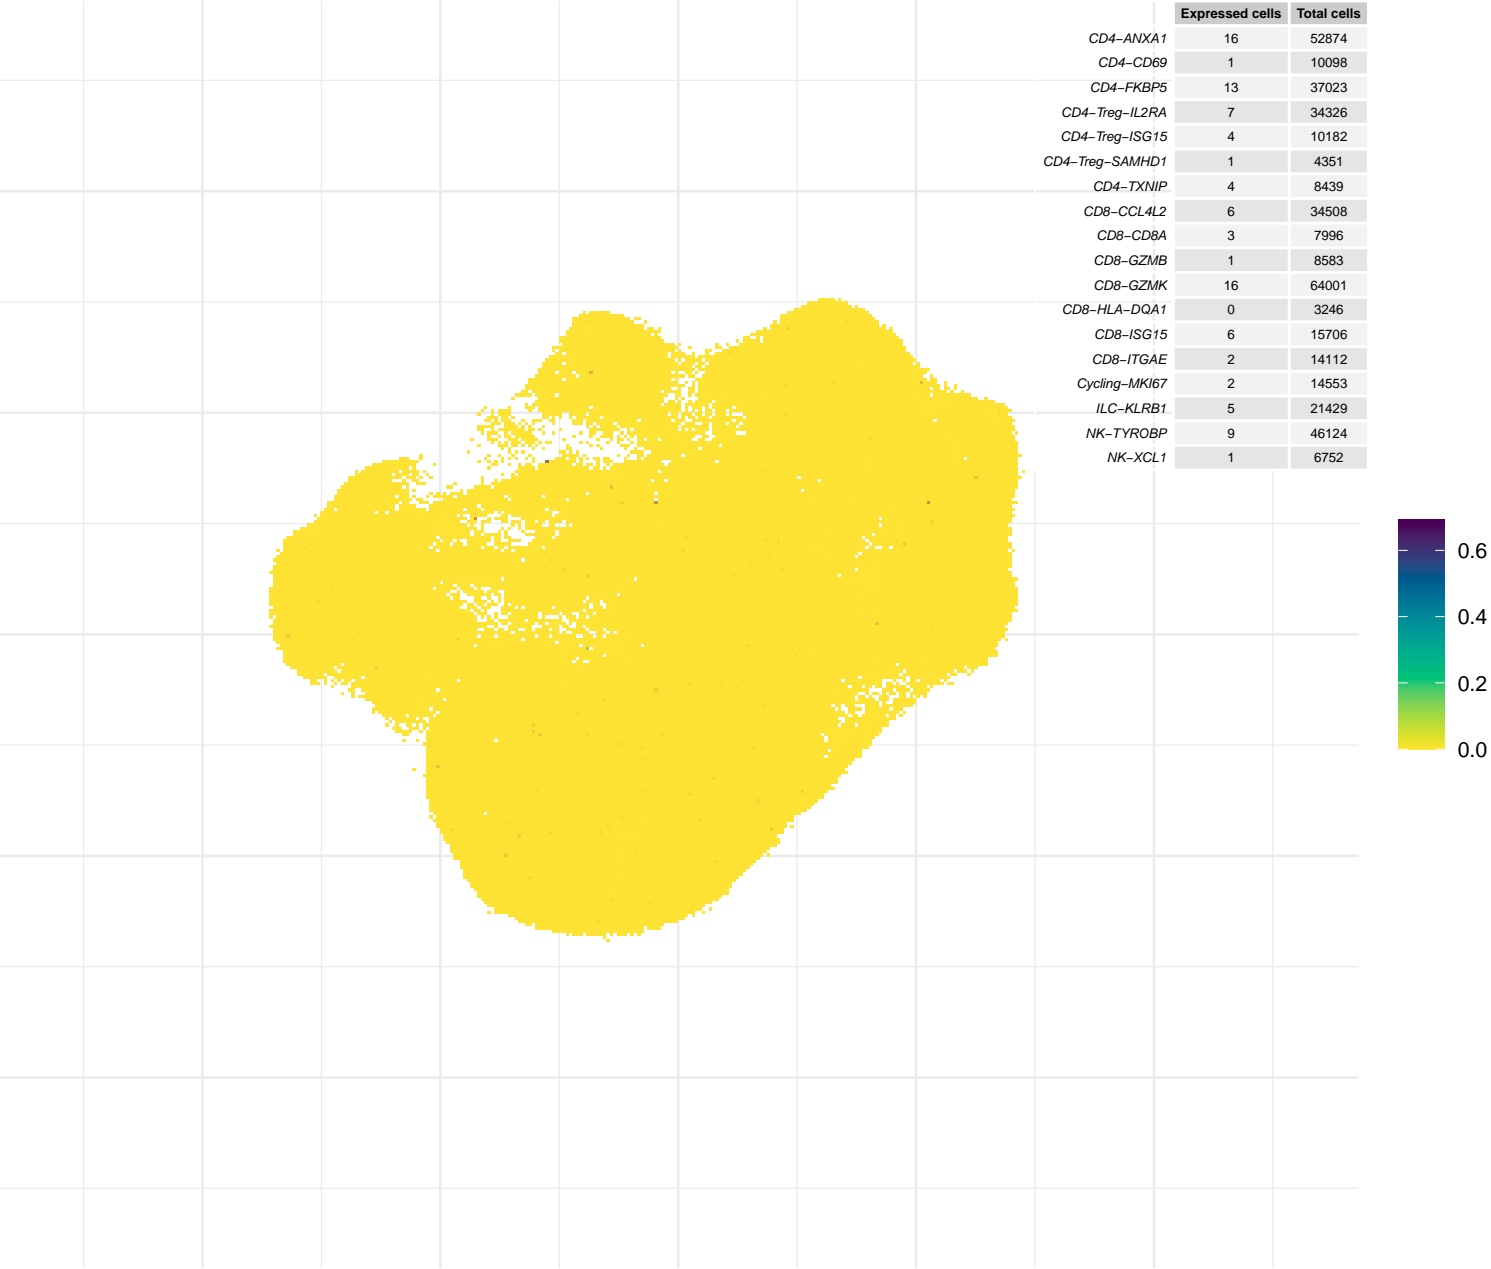 Expressed cells Total cells
CD4−ANXA1 16 52874
CD4−CD69 1 10098
CD4−FKBP5 13 37023
CD4−Treg−IL2RA 7 34326
CD4−Treg−ISG15 4 10182
CD4−Treg−SAMHD1 1 4351
CD4−TXNIP 4 8439
CD8−CCL4L2 6 34508
CD8−CD8A 3 7996
CD8−GZMB 1 8583
CD8−GZMK 16 64001
CD8−HLA−DQA1 0 3246
CD8−ISG15 6 15706
CD8−ITGAE 2 14112
Cycling−MKI67 2 14553
ILC−KLRB1 5 21429
NK−TYROBP 9 46124
NK−XCL1 1 6752
0.6
0.4
0.2
0.0